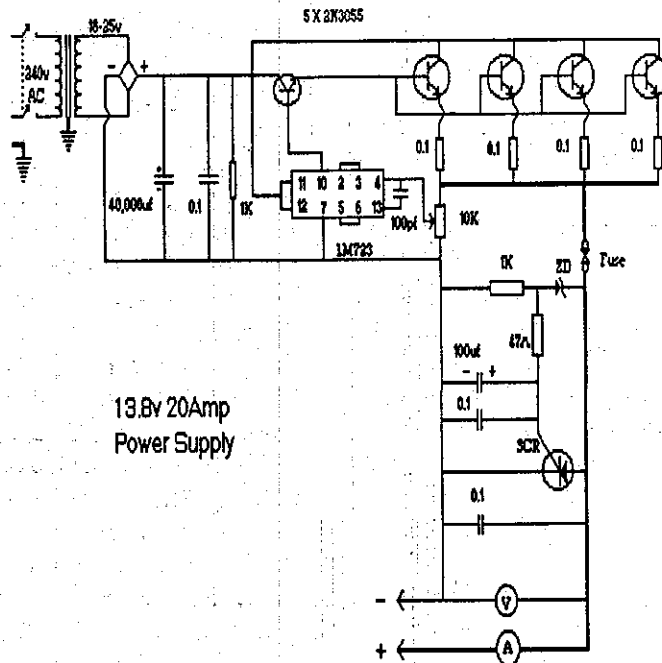 5 X 2N3055
18-25v
240v
AC
- +
0.1
0.1
0.1
0.1
11 10 2 3 4
12 7 5 6 13
40,000uf
0.1
1K
100pf
10K
LM723
1K
ZD
Fuse
47Ω
100uf
- +
0.1
SCR
0.1
13.8v 20Amp
Power Supply
- V
+ A